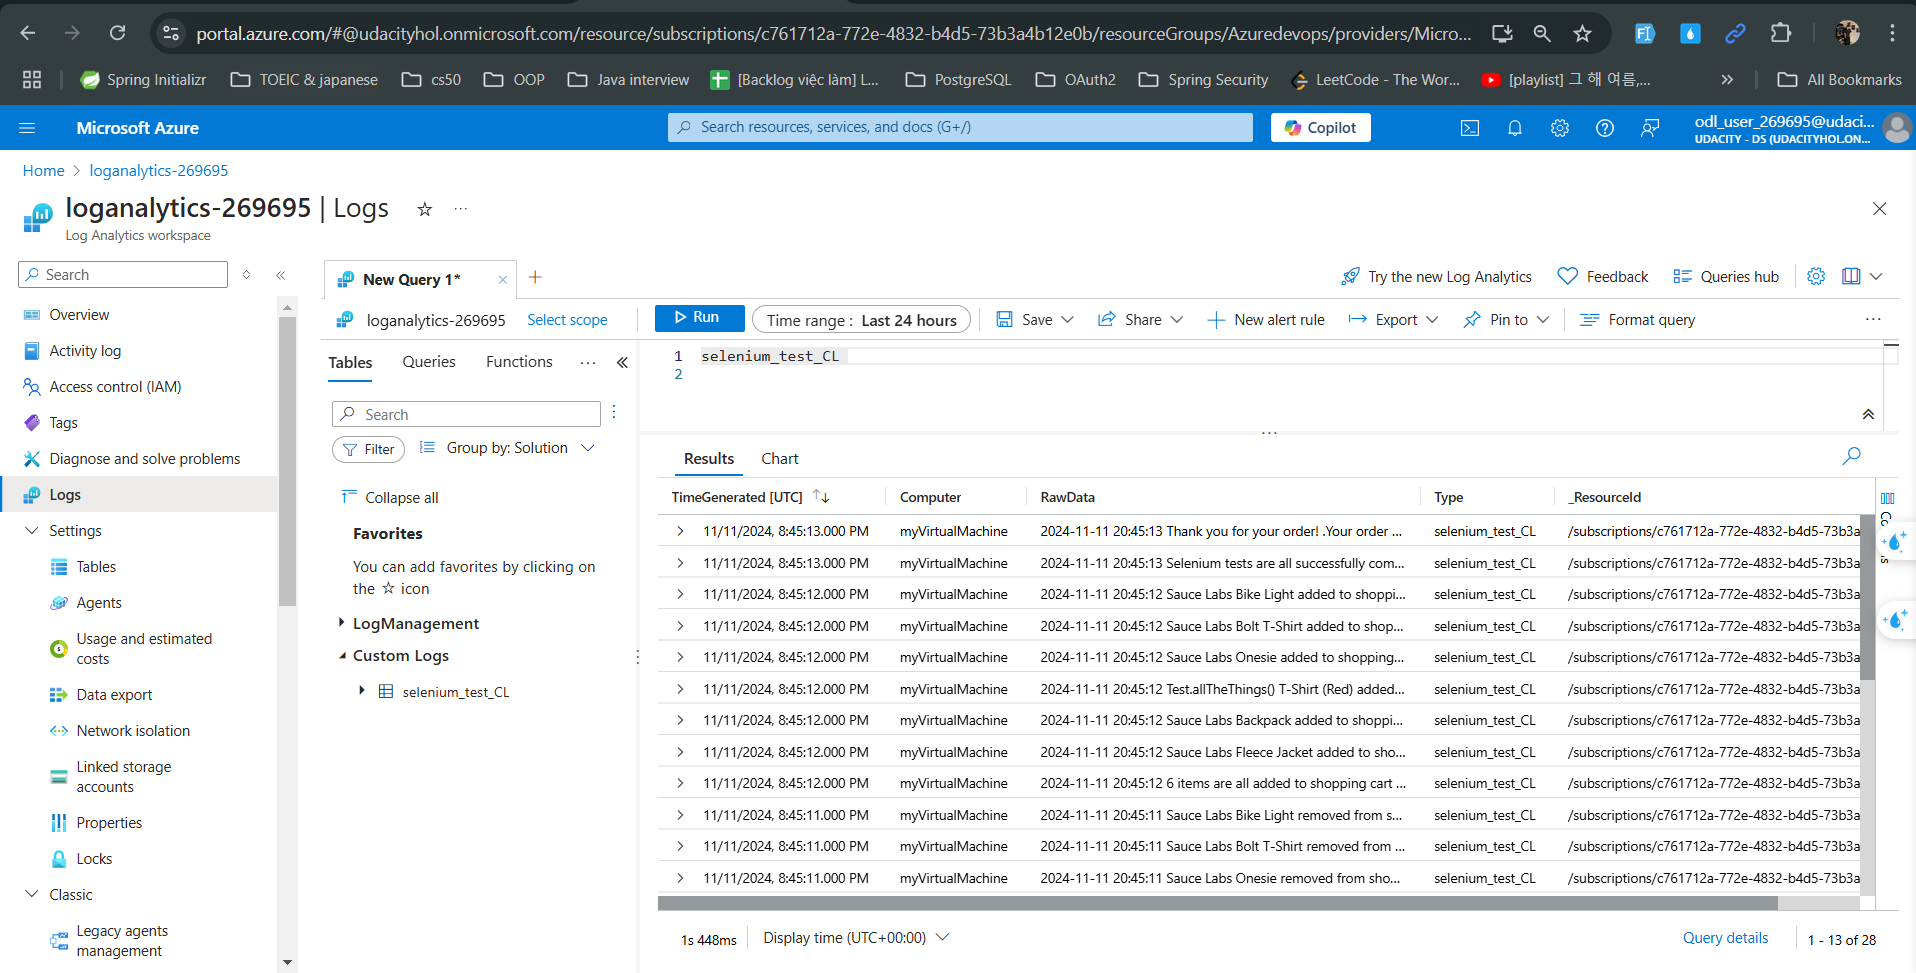 portal.azure.com/#@udacityhol.onmicrosoft.com/resource/subscriptions/c761712a-772e-4832-b4d5-73b3a4b12e0b/resourceGroups/Azuredevops/providers/Micro...
Spring Initializr
TOEIC & japanese
cs50
OOP
Java interview
[Backlog việc làm] L...
PostgreSQL
OAuth2
Spring Security
LeetCode - The Wor...
[playlist] 그 해 여름,...
All Bookmarks
Microsoft Azure
Search resources, services, and docs (G+/)
Copilot
odl_user_269695@udaci...
UDACITY - DS (UDACITYHOL.ON...
Home > loganalytics-269695
loganalytics-269695 | Logs
Log Analytics workspace
Search
Overview
Activity log
Access control (IAM)
Tags
Diagnose and solve problems
Logs
Settings
Tables
Agents
Usage and estimated
costs
Data export
Network isolation
Linked storage
accounts
Properties
Locks
Classic
Legacy agents
management
New Query 1*
Try the new Log Analytics
Feedback
Queries hub
loganalytics-269695
Select scope
Run
Time range : Last 24 hours
Save
Share
New alert rule
Export
Pin to
Format query
Tables
Queries
Functions
Search
Filter
Group by: Solution
Collapse all
Favorites
You can add favorites by clicking on
the ☆ icon
LogManagement
Custom Logs
selenium_test_CL
1 selenium_test_CL
2
Results
Chart
TimeGenerated [UTC] Computer RawData Type _ResourceId
11/11/2024, 8:45:13.000 PM myVirtualMachine 2024-11-11 20:45:13 Thank you for your order! .Your order ... selenium_test_CL /subscriptions/c761712a-772e-4832-b4d5-73b3a
11/11/2024, 8:45:13.000 PM myVirtualMachine 2024-11-11 20:45:13 Selenium tests are all successfully com... selenium_test_CL /subscriptions/c761712a-772e-4832-b4d5-73b3a
11/11/2024, 8:45:12.000 PM myVirtualMachine 2024-11-11 20:45:12 Sauce Labs Bike Light added to shoppi... selenium_test_CL /subscriptions/c761712a-772e-4832-b4d5-73b3a
11/11/2024, 8:45:12.000 PM myVirtualMachine 2024-11-11 20:45:12 Sauce Labs Bolt T-Shirt added to shop... selenium_test_CL /subscriptions/c761712a-772e-4832-b4d5-73b3a
11/11/2024, 8:45:12.000 PM myVirtualMachine 2024-11-11 20:45:12 Sauce Labs Onesie added to shopping... selenium_test_CL /subscriptions/c761712a-772e-4832-b4d5-73b3a
11/11/2024, 8:45:12.000 PM myVirtualMachine 2024-11-11 20:45:12 Test.allTheThings() T-Shirt (Red) added... selenium_test_CL /subscriptions/c761712a-772e-4832-b4d5-73b3a
11/11/2024, 8:45:12.000 PM myVirtualMachine 2024-11-11 20:45:12 Sauce Labs Backpack added to shoppi... selenium_test_CL /subscriptions/c761712a-772e-4832-b4d5-73b3a
11/11/2024, 8:45:12.000 PM myVirtualMachine 2024-11-11 20:45:12 Sauce Labs Fleece Jacket added to sho... selenium_test_CL /subscriptions/c761712a-772e-4832-b4d5-73b3a
11/11/2024, 8:45:12.000 PM myVirtualMachine 2024-11-11 20:45:12 6 items are all added to shopping cart ... selenium_test_CL /subscriptions/c761712a-772e-4832-b4d5-73b3a
11/11/2024, 8:45:11.000 PM myVirtualMachine 2024-11-11 20:45:11 Sauce Labs Bike Light removed from s... selenium_test_CL /subscriptions/c761712a-772e-4832-b4d5-73b3a
11/11/2024, 8:45:11.000 PM myVirtualMachine 2024-11-11 20:45:11 Sauce Labs Bolt T-Shirt removed from ... selenium_test_CL /subscriptions/c761712a-772e-4832-b4d5-73b3a
11/11/2024, 8:45:11.000 PM myVirtualMachine 2024-11-11 20:45:11 Sauce Labs Onesie removed from sho... selenium_test_CL /subscriptions/c761712a-772e-4832-b4d5-73b3a
1s 448ms
Display time (UTC+00:00)
Query details
1 - 13 of 28